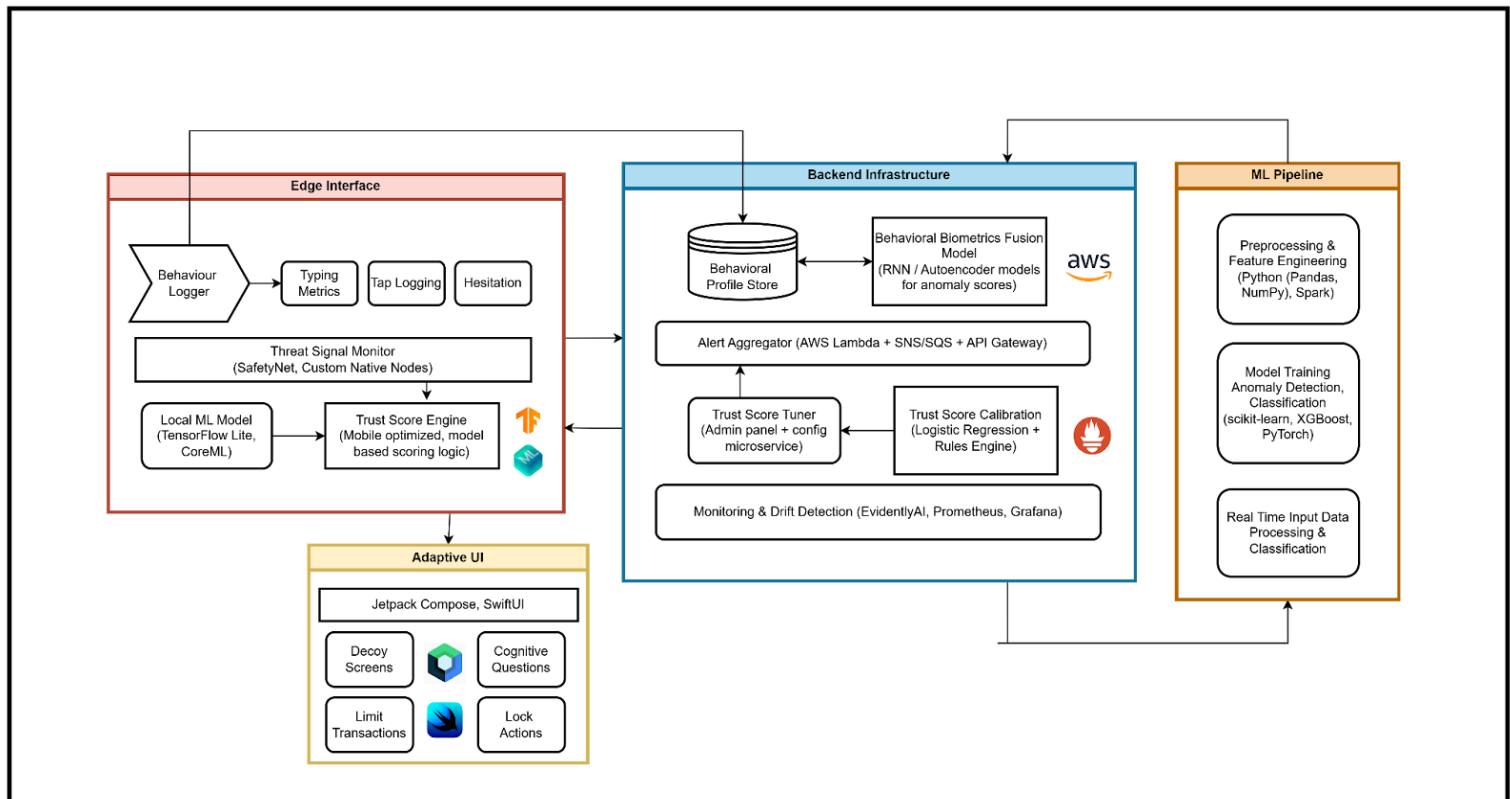 Edge Interface
Behaviour
Logger
Typing
Metrics
Tap Logging
Hesitation
Threat Signal Monitor
(SafetyNet, Custom Native Nodes)
Local ML Model
(TensorFlow Lite,
CoreML)
Trust Score Engine
(Mobile optimized, model
based scoring logic)
ML
Adaptive UI
Jetpack Compose, SwiftUI
Decoy
Screens
Cognitive
Questions
Limit
Transactions
Lock
Actions
Backend Infrastructure
Behavioral
Profile Store
Behavioral Biometrics Fusion
Model
(RNN / Autoencoder models
for anomaly scores)
aws
Alert Aggregator (AWS Lambda + SNS/SQS + API Gateway)
Trust Score Tuner
(Admin panel + config
microservice)
Trust Score Calibration
(Logistic Regression +
Rules Engine)
Monitoring & Drift Detection (EvidentlyAI, Prometheus, Grafana)
ML Pipeline
Preprocessing &
Feature Engineering
(Python (Pandas,
NumPy), Spark)
Model Training
Anomaly Detection,
Classification
(scikit-learn, XGBoost,
PyTorch)
Real Time Input Data
Processing &
Classification